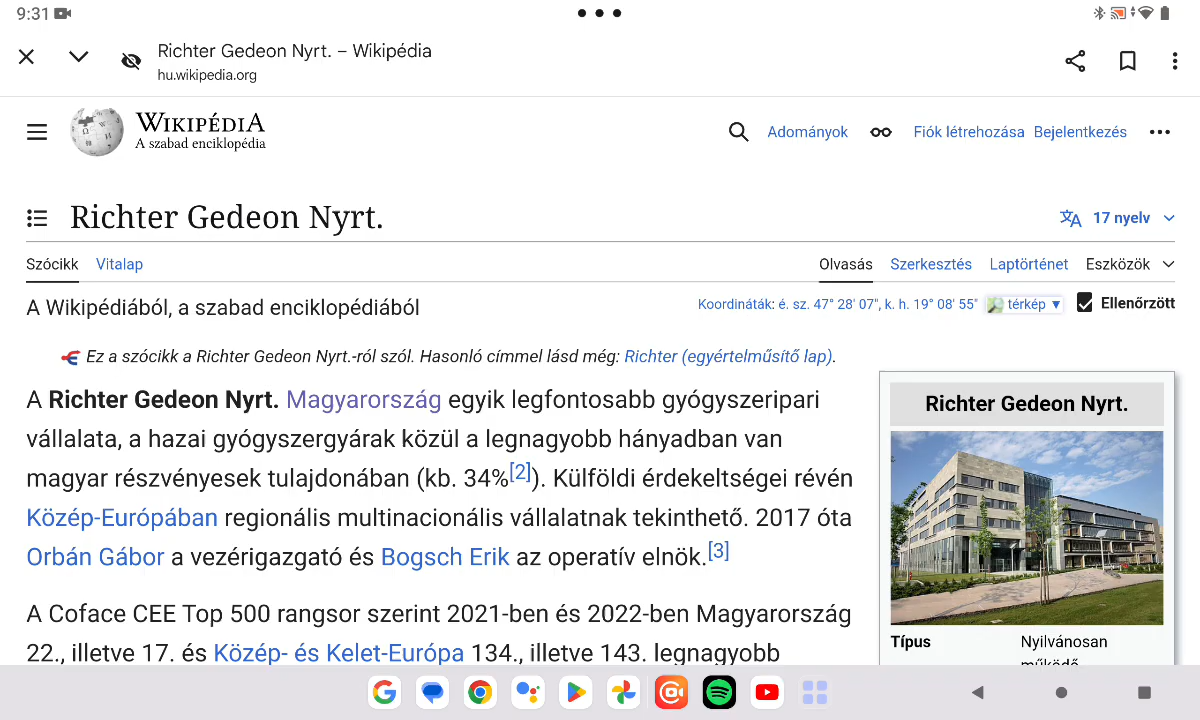 9:31
Richter Gedeon Nyrt. – Wikipédia
hu.wikipedia.org
WIKIPÉDIA
A szabad enciklopédia
Adományok
Fiók létrehozása
Bejelentkezés
Richter Gedeon Nyrt.
17 nyelv
Szócikk
Vitalap
Olvasás
Szerkesztés
Laptörténet
Eszközök
A Wikipédiából, a szabad enciklopédiából
Koordináták: é. sz. 47° 28′ 07″, k. h. 19° 08′ 55″
térkép ▼
Ellenőrzött
Ez a szócikk a Richter Gedeon Nyrt.-ról szól. Hasonló címmel lásd még: Richter (egyértelműsítő lap).
A Richter Gedeon Nyrt. Magyarország egyik legfontosabb gyógyszeripari
vállalata, a hazai gyógyszergyárak közül a legnagyobb hányadban van
magyar részvényesek tulajdonában (kb. 34%[2]). Külföldi érdekeltségei révén
Közép-Európában regionális multinacionális vállalatnak tekinthető. 2017 óta
Orbán Gábor a vezérigazgató és Bogsch Erik az operatív elnök.[3]
A Coface CEE Top 500 rangsor szerint 2021-ben és 2022-ben Magyarország
22., illetve 17. és Közép- és Kelet-Európa 134., illetve 143. legnagyobb
Richter Gedeon Nyrt.
Típus
Nyilvánosan
működő